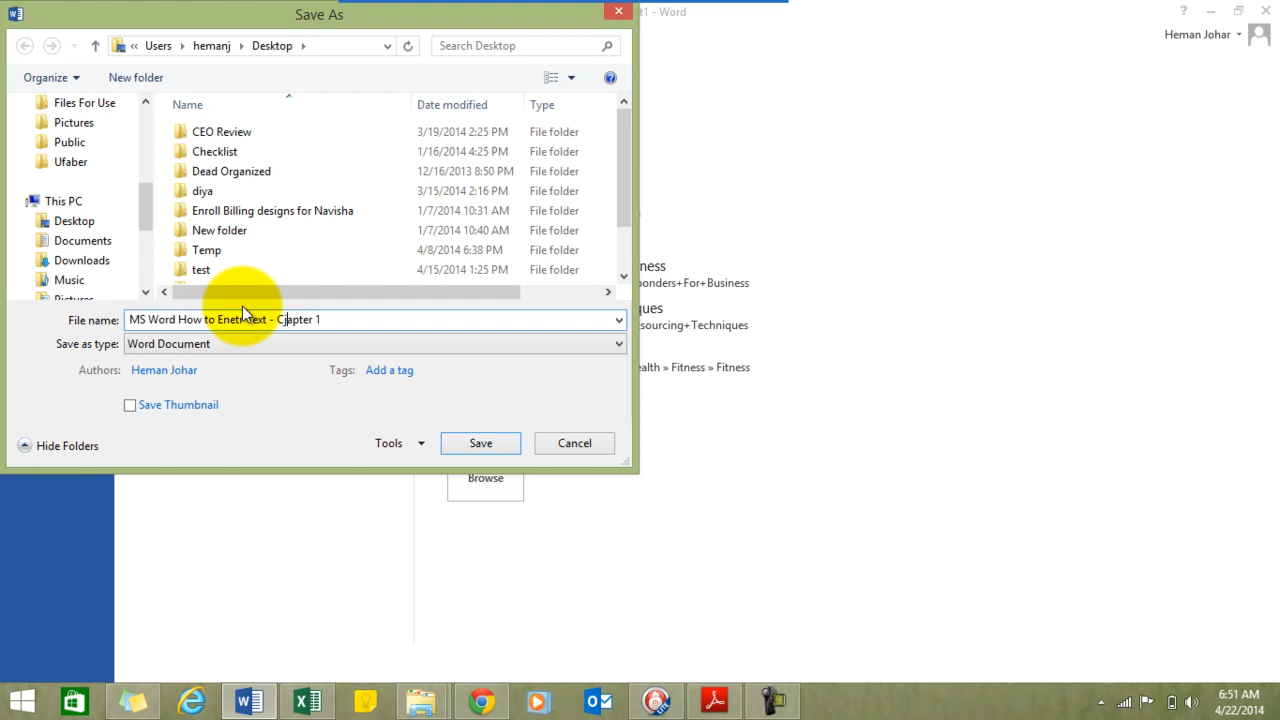 Save As
t1 - Word
?
Heman Johar
« Users Desktop hemanj
Search Desktop
Organize
New folder
?
Files For Use
Pictures
Public
Ufaber
This PC
Desktop
Documents
Downloads
Music
Pictures
Name Date modified Type
CEO Review 3/19/2014 2:25 PM File folder
Checklist 1/16/2014 4:25 PM File folder
Dead Organized 12/16/2013 8:50 PM File folder
diya 3/15/2014 2:16 PM File folder
Enroll Billing designs for Navisha 1/7/2014 10:31 AM File folder
New folder 1/7/2014 10:40 AM File folder
Temp 4/8/2014 6:38 PM File folder
test 4/15/2014 1:25 PM File folder
ness
ponders+For+Business
ques
sourcing+Techniques
ealth » Fitness » Fitness
File name: MS Word How to - Cjapter 1
Save as type: Word Document
Authors: Heman Johar Tags: Add a tag
Save Thumbnail
Hide Folders
Tools
Save
Cancel
Browse
6:51 AM
4/22/2014